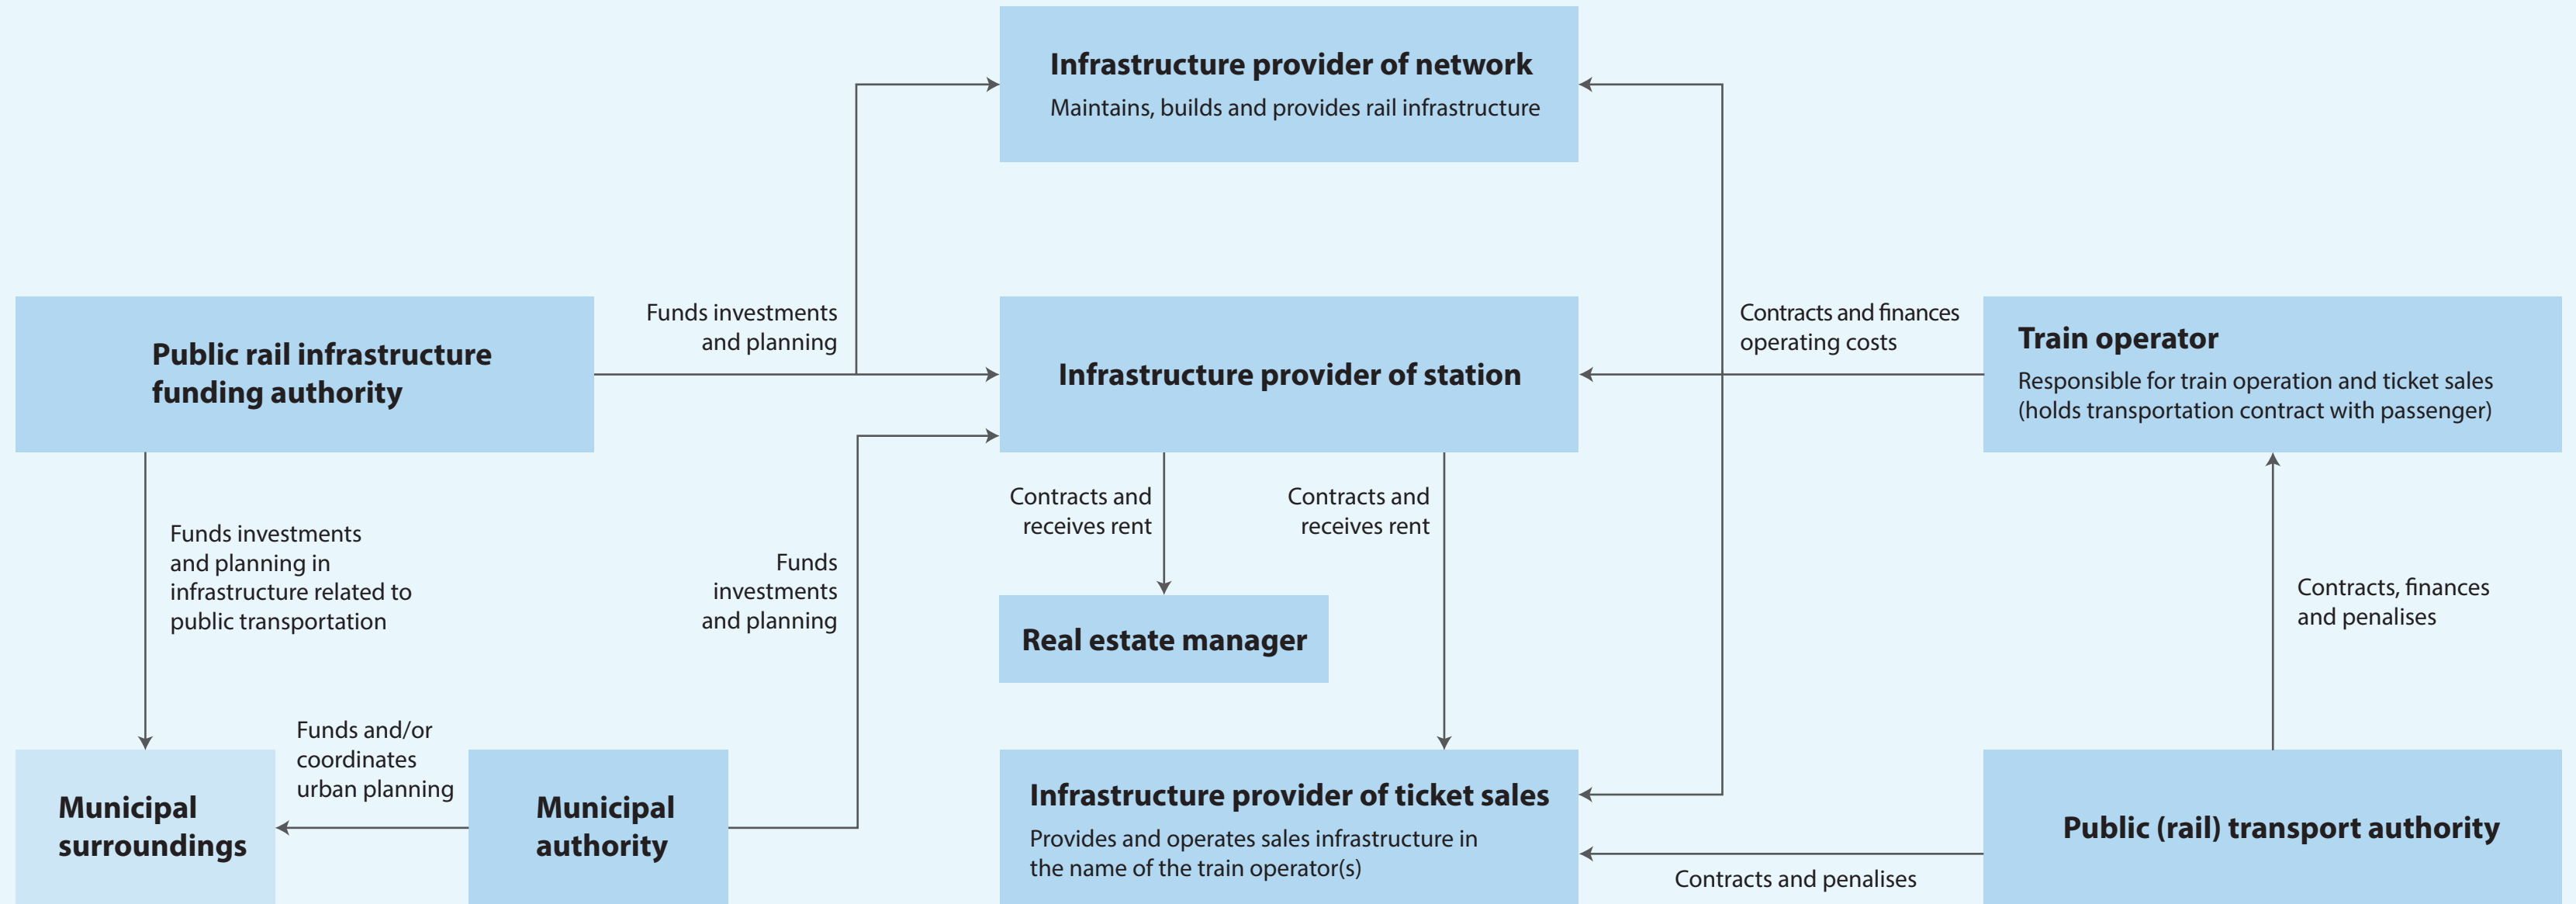 Infrastructure provider of network
Maintains, builds and provides rail infrastructure
Public rail infrastructure
funding authority
Funds investments
and planning
Infrastructure provider of station
Contracts and finances
operating costs
Train operator
Responsible for train operation and ticket sales
(holds transportation contract with passenger)
Funds investments
and planning in
infrastructure related to
public transportation
Funds
investments
and planning
Contracts and
receives rent
Contracts and
receives rent
Real estate manager
Contracts, finances
and penalises
Municipal
surroundings
Funds and/or
coordinates
urban planning
Municipal
authority
Infrastructure provider of ticket sales
Provides and operates sales infrastructure in
the name of the train operator(s)
Contracts and penalises
Public (rail) transport authority